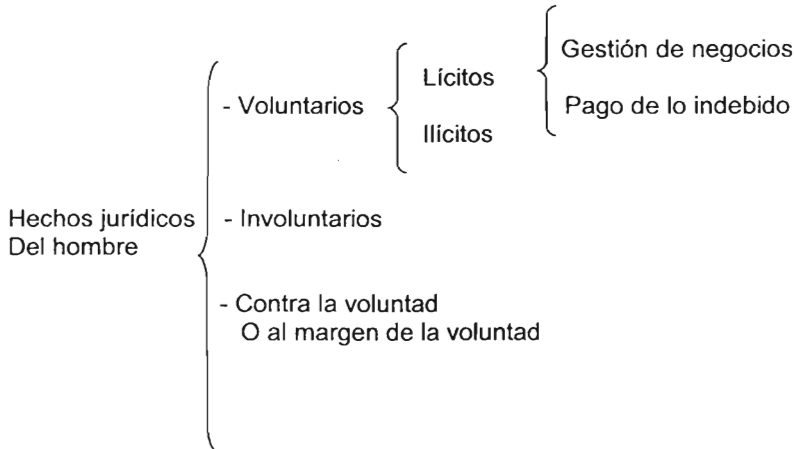 Gestión de negocios
Lícitos
- Voluntarios
Pago de lo indebido
Ilícitos
Hechos jurídicos
Del hombre
- Involuntarios
- Contra la voluntad
O al margen de la voluntad